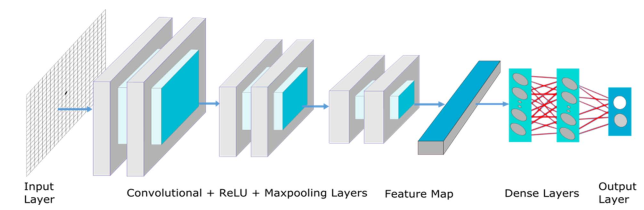 Input
Layer
Convolutional + ReLU + Maxpooling Layers
Feature Map
Dense Layers
Output
Layer